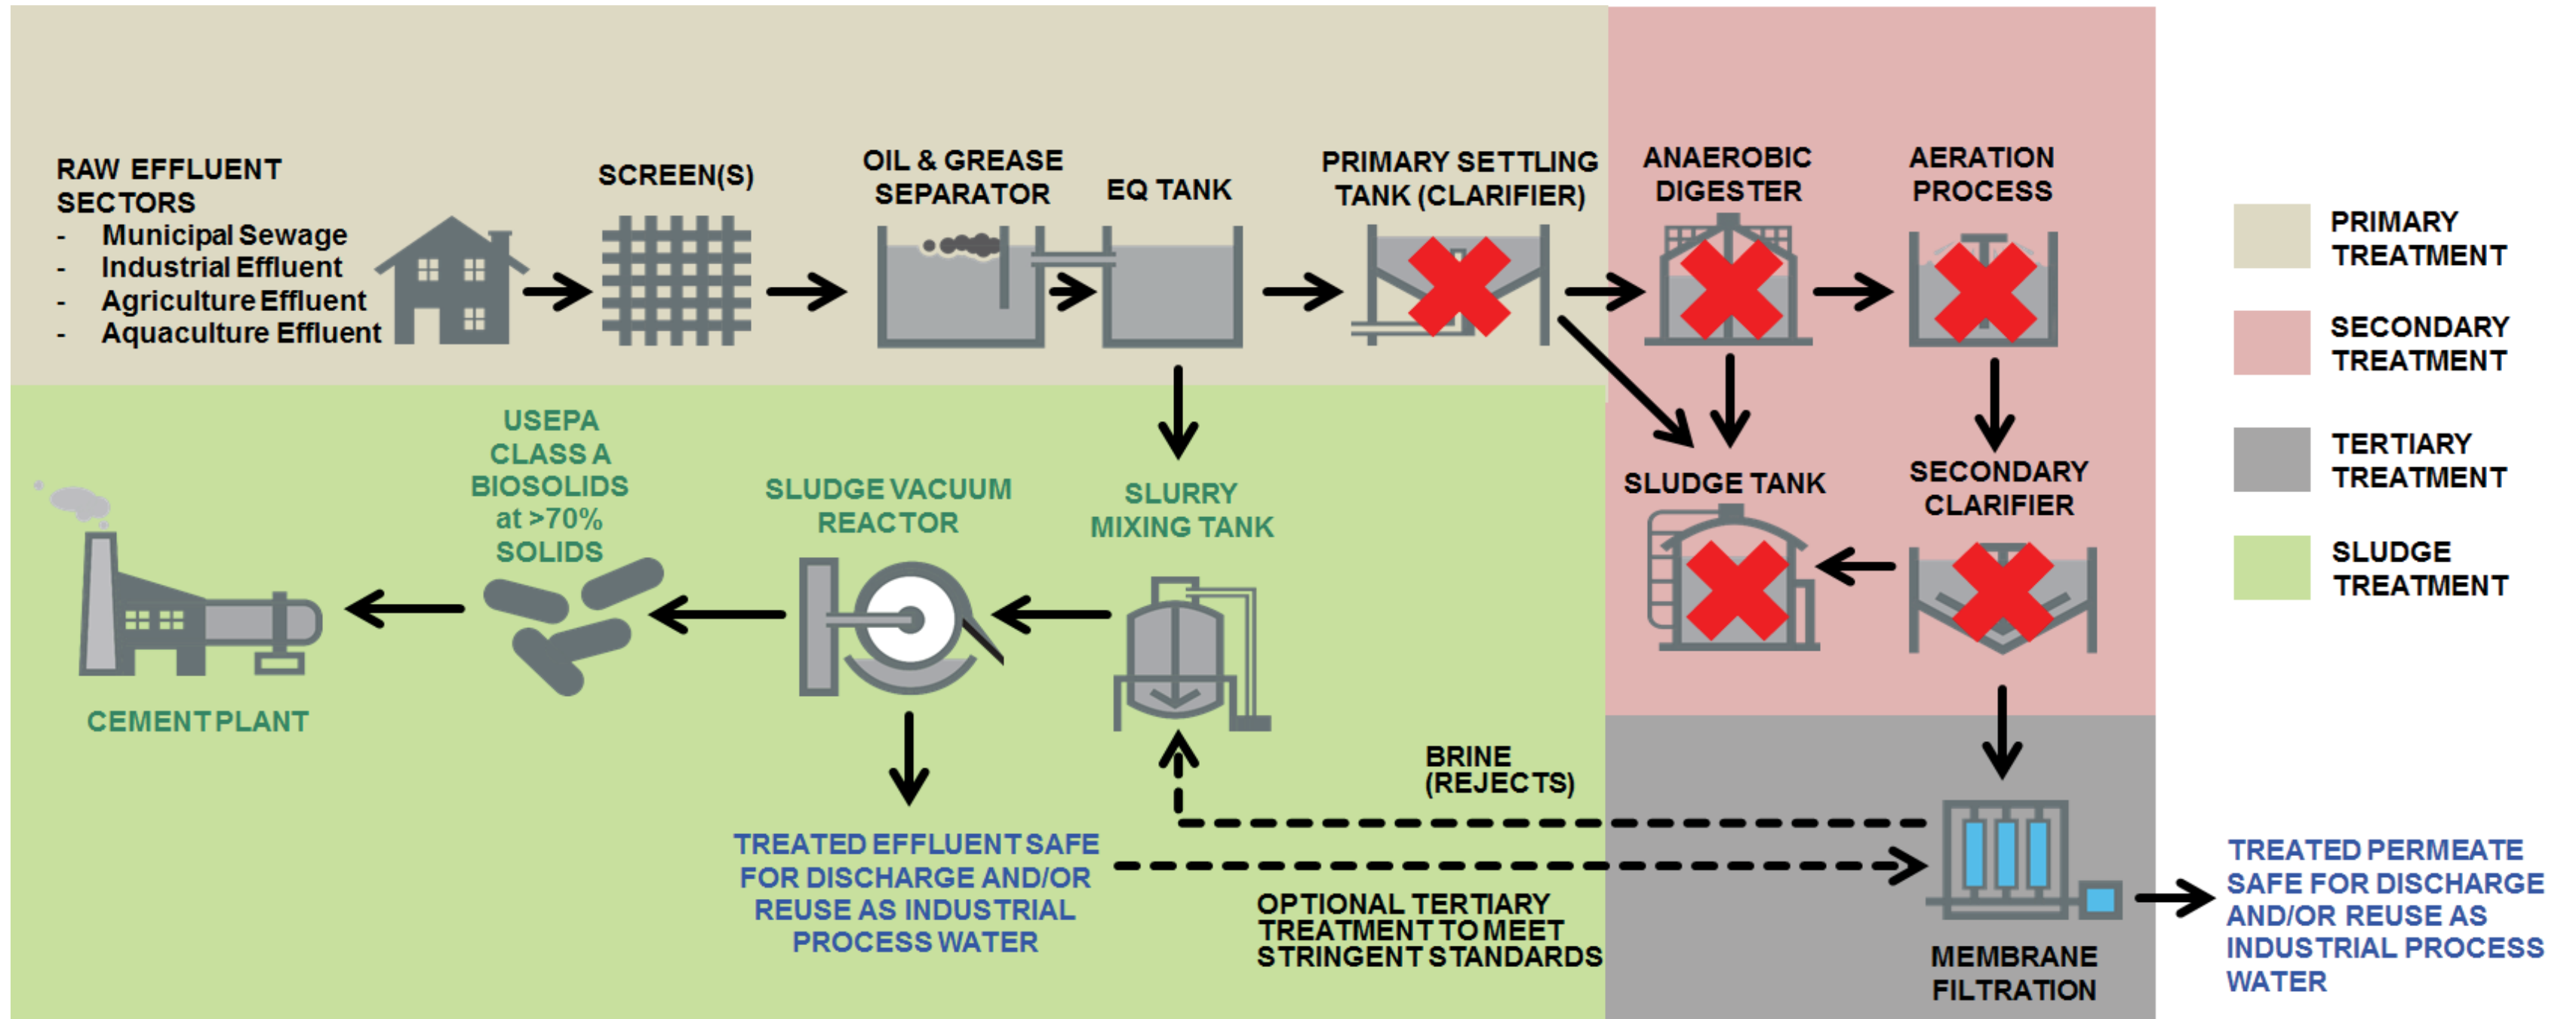 RAW EFFLUENT
SECTORS
- Municipal Sewage
- Industrial Effluent
- Agriculture Effluent
- Aquaculture Effluent
SCREEN(S)
OIL & GREASE
SEPARATOR
EQ TANK
PRIMARY SETTLING
TANK (CLARIFIER)
ANAEROBIC
DIGESTER
AERATION
PROCESS
PRIMARY
TREATMENT
SECONDARY
TREATMENT
TERTIARY
TREATMENT
SLUDGE
TREATMENT
USEPA
CLASS A
BIOSOLIDS
at >70%
SOLIDS
SLUDGE VACUUM
REACTOR
SLURRY
MIXING TANK
SLUDGE TANK
SECONDARY
CLARIFIER
CEMENT PLANT
BRINE
(REJECTS)
TREATED EFFLUENT SAFE
FOR DISCHARGE AND/OR
REUSE AS INDUSTRIAL
PROCESS WATER
OPTIONAL TERTIARY
TREATMENT TO MEET
STRINGENT STANDARDS
MEMBRANE
FILTRATION
TREATED PERMEATE
SAFE FOR DISCHARGE
AND/OR REUSE AS
INDUSTRIAL PROCESS
WATER